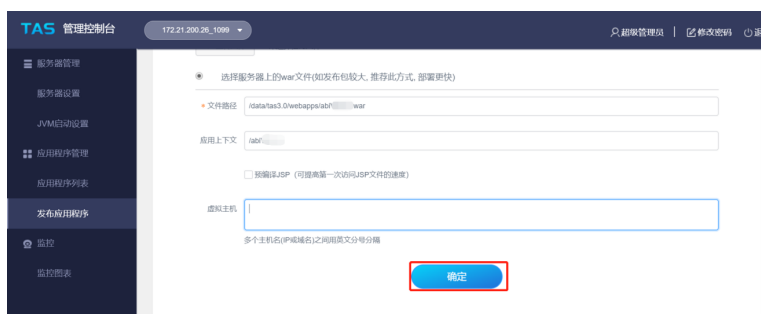 TAS 管理控制台
172.21.200.26_1099
超级管理员 | 修改密码
服务器管理
服务器设置
JVM启动设置
应用程序管理
应用程序列表
发布应用程序
监控
监控图表
选择服务器上的war文件(如发布包较大, 推荐此方式, 部署更快)
* 文件路径 /data/tas3.0/webapps/abl war
应用上下文 /abl
预编译JSP（可提高第一次访问JSP文件的速度）
虚拟主机
多个主机名(IP或域名)之间用英文分号分隔
确定